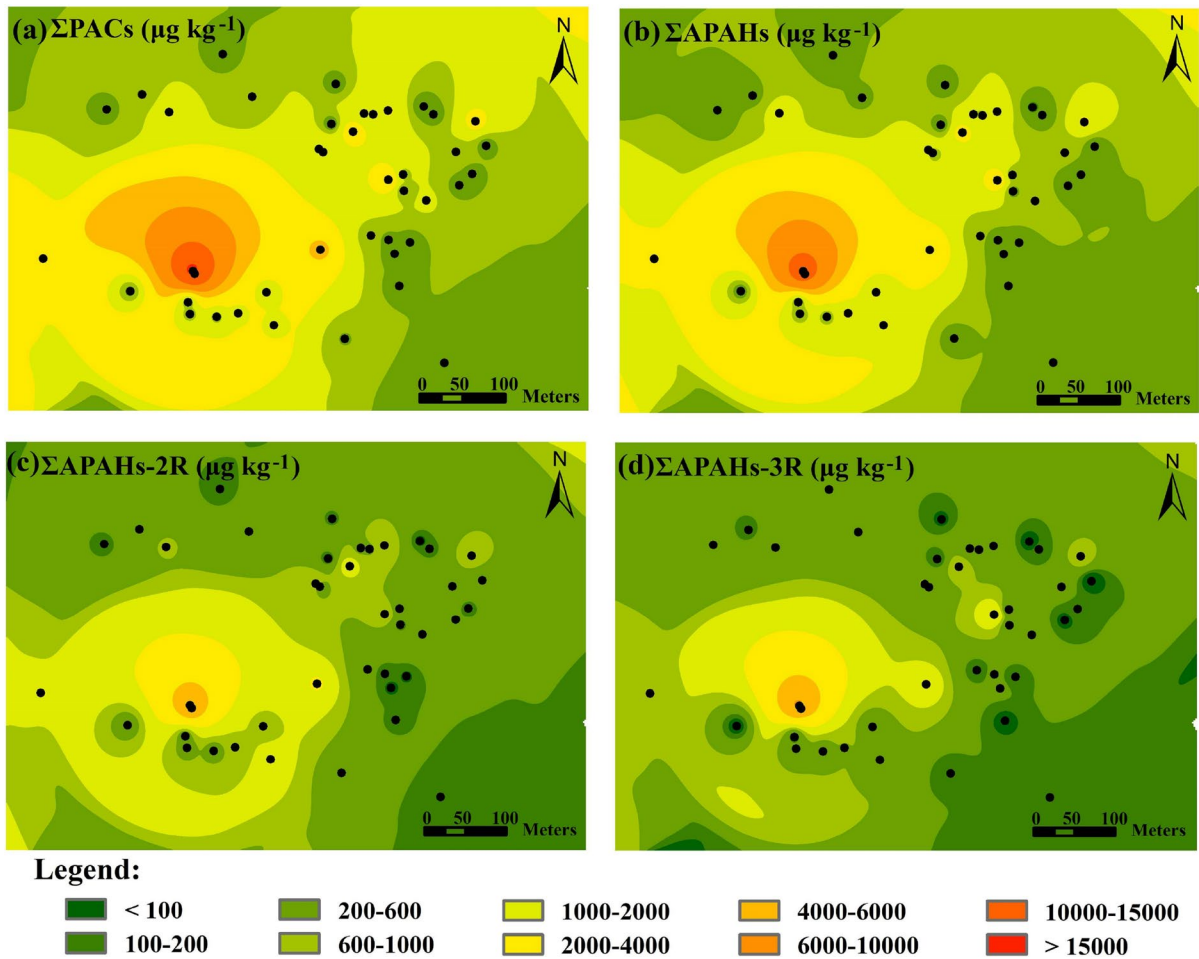 (a) ΣPACs (μg kg⁻¹)
N
0 50 100
Meters
(b) ΣAPAHs (μg kg⁻¹)
N
0 50 100
Meters
(c) ΣAPAHs-2R (μg kg⁻¹)
N
0 50 100
Meters
(d) ΣAPAHs-3R (μg kg⁻¹)
N
0 50 100
Meters
Legend:
< 100
200-600
1000-2000
4000-6000
10000-15000
100-200
600-1000
2000-4000
6000-10000
> 15000